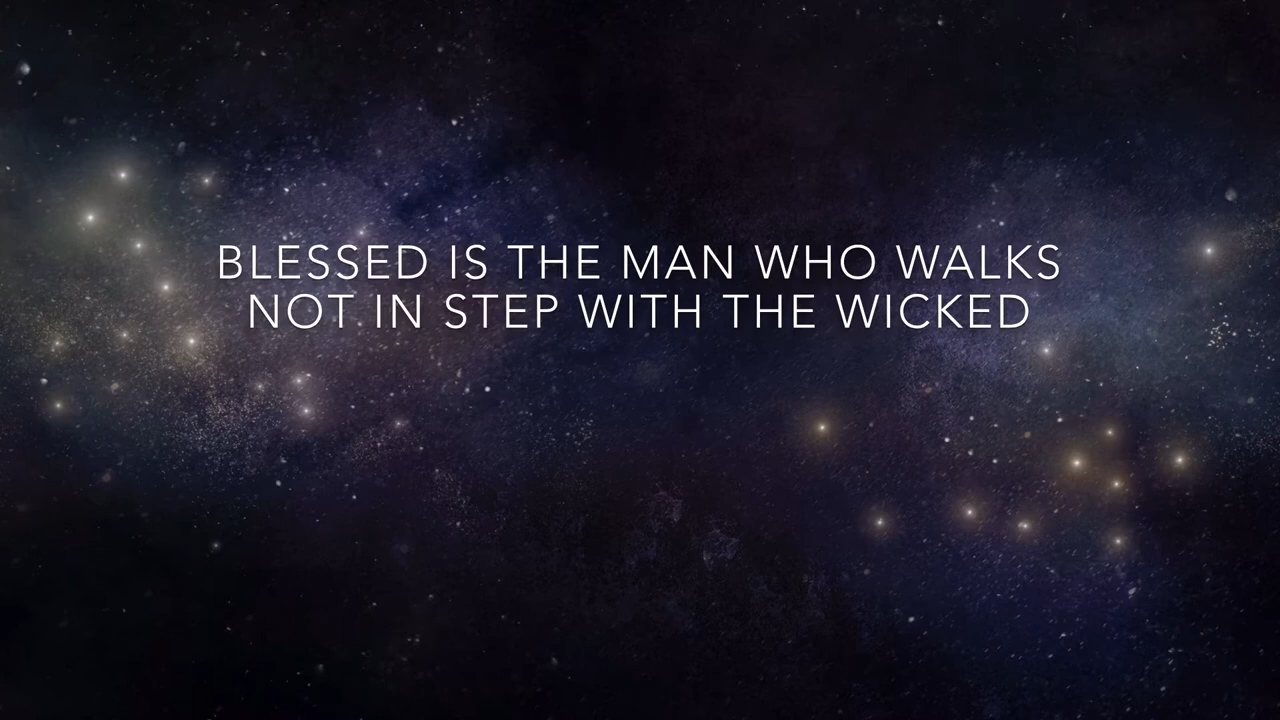 BLESSED IS THE MAN WHO WALKS
NOT IN STEP WITH THE WICKED